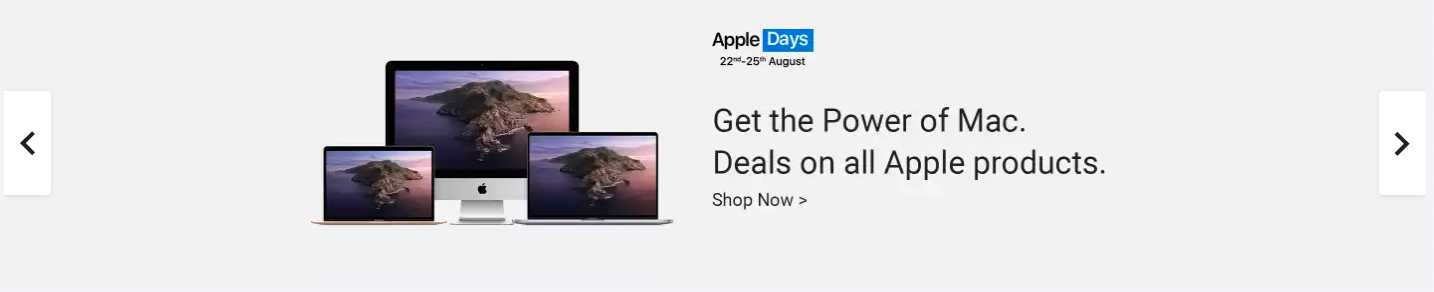 Apple Days
22nd-25th August
Get the Power of Mac.
Deals on all Apple products.
Shop Now >